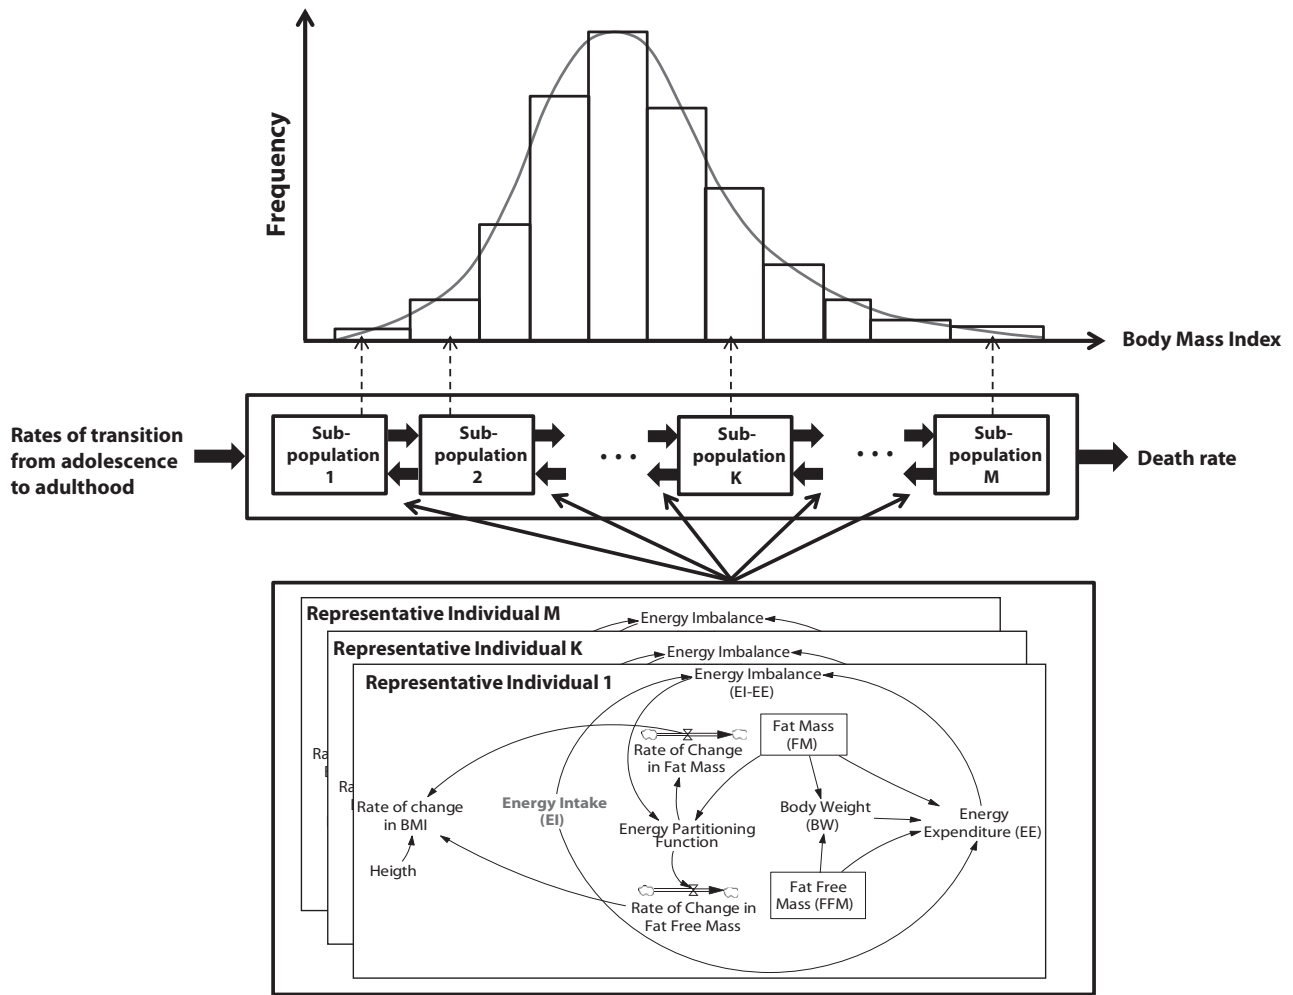 Frequency
Body Mass Index
Rates of transition
from adolescence
to adulthood
Sub-
population
1
Sub-
population
2
...
Sub-
population
K
...
Sub-
population
M
Death rate
Representative Individual M
Energy Imbalance
Representative Individual K
Energy Imbalance
Representative Individual 1
Energy Imbalance
(EI-EE)
Fat Mass
(FM)
Rate of Change
in Fat Mass
Ra
Ra
Rate of change
in BMI
Energy Intake
(EI)
Body Weight
(BW)
Energy
Expenditure (EE)
Energy Partitioning
Function
Heigth
Fat Free
Mass (FFM)
Rate of Change in
Fat Free Mass